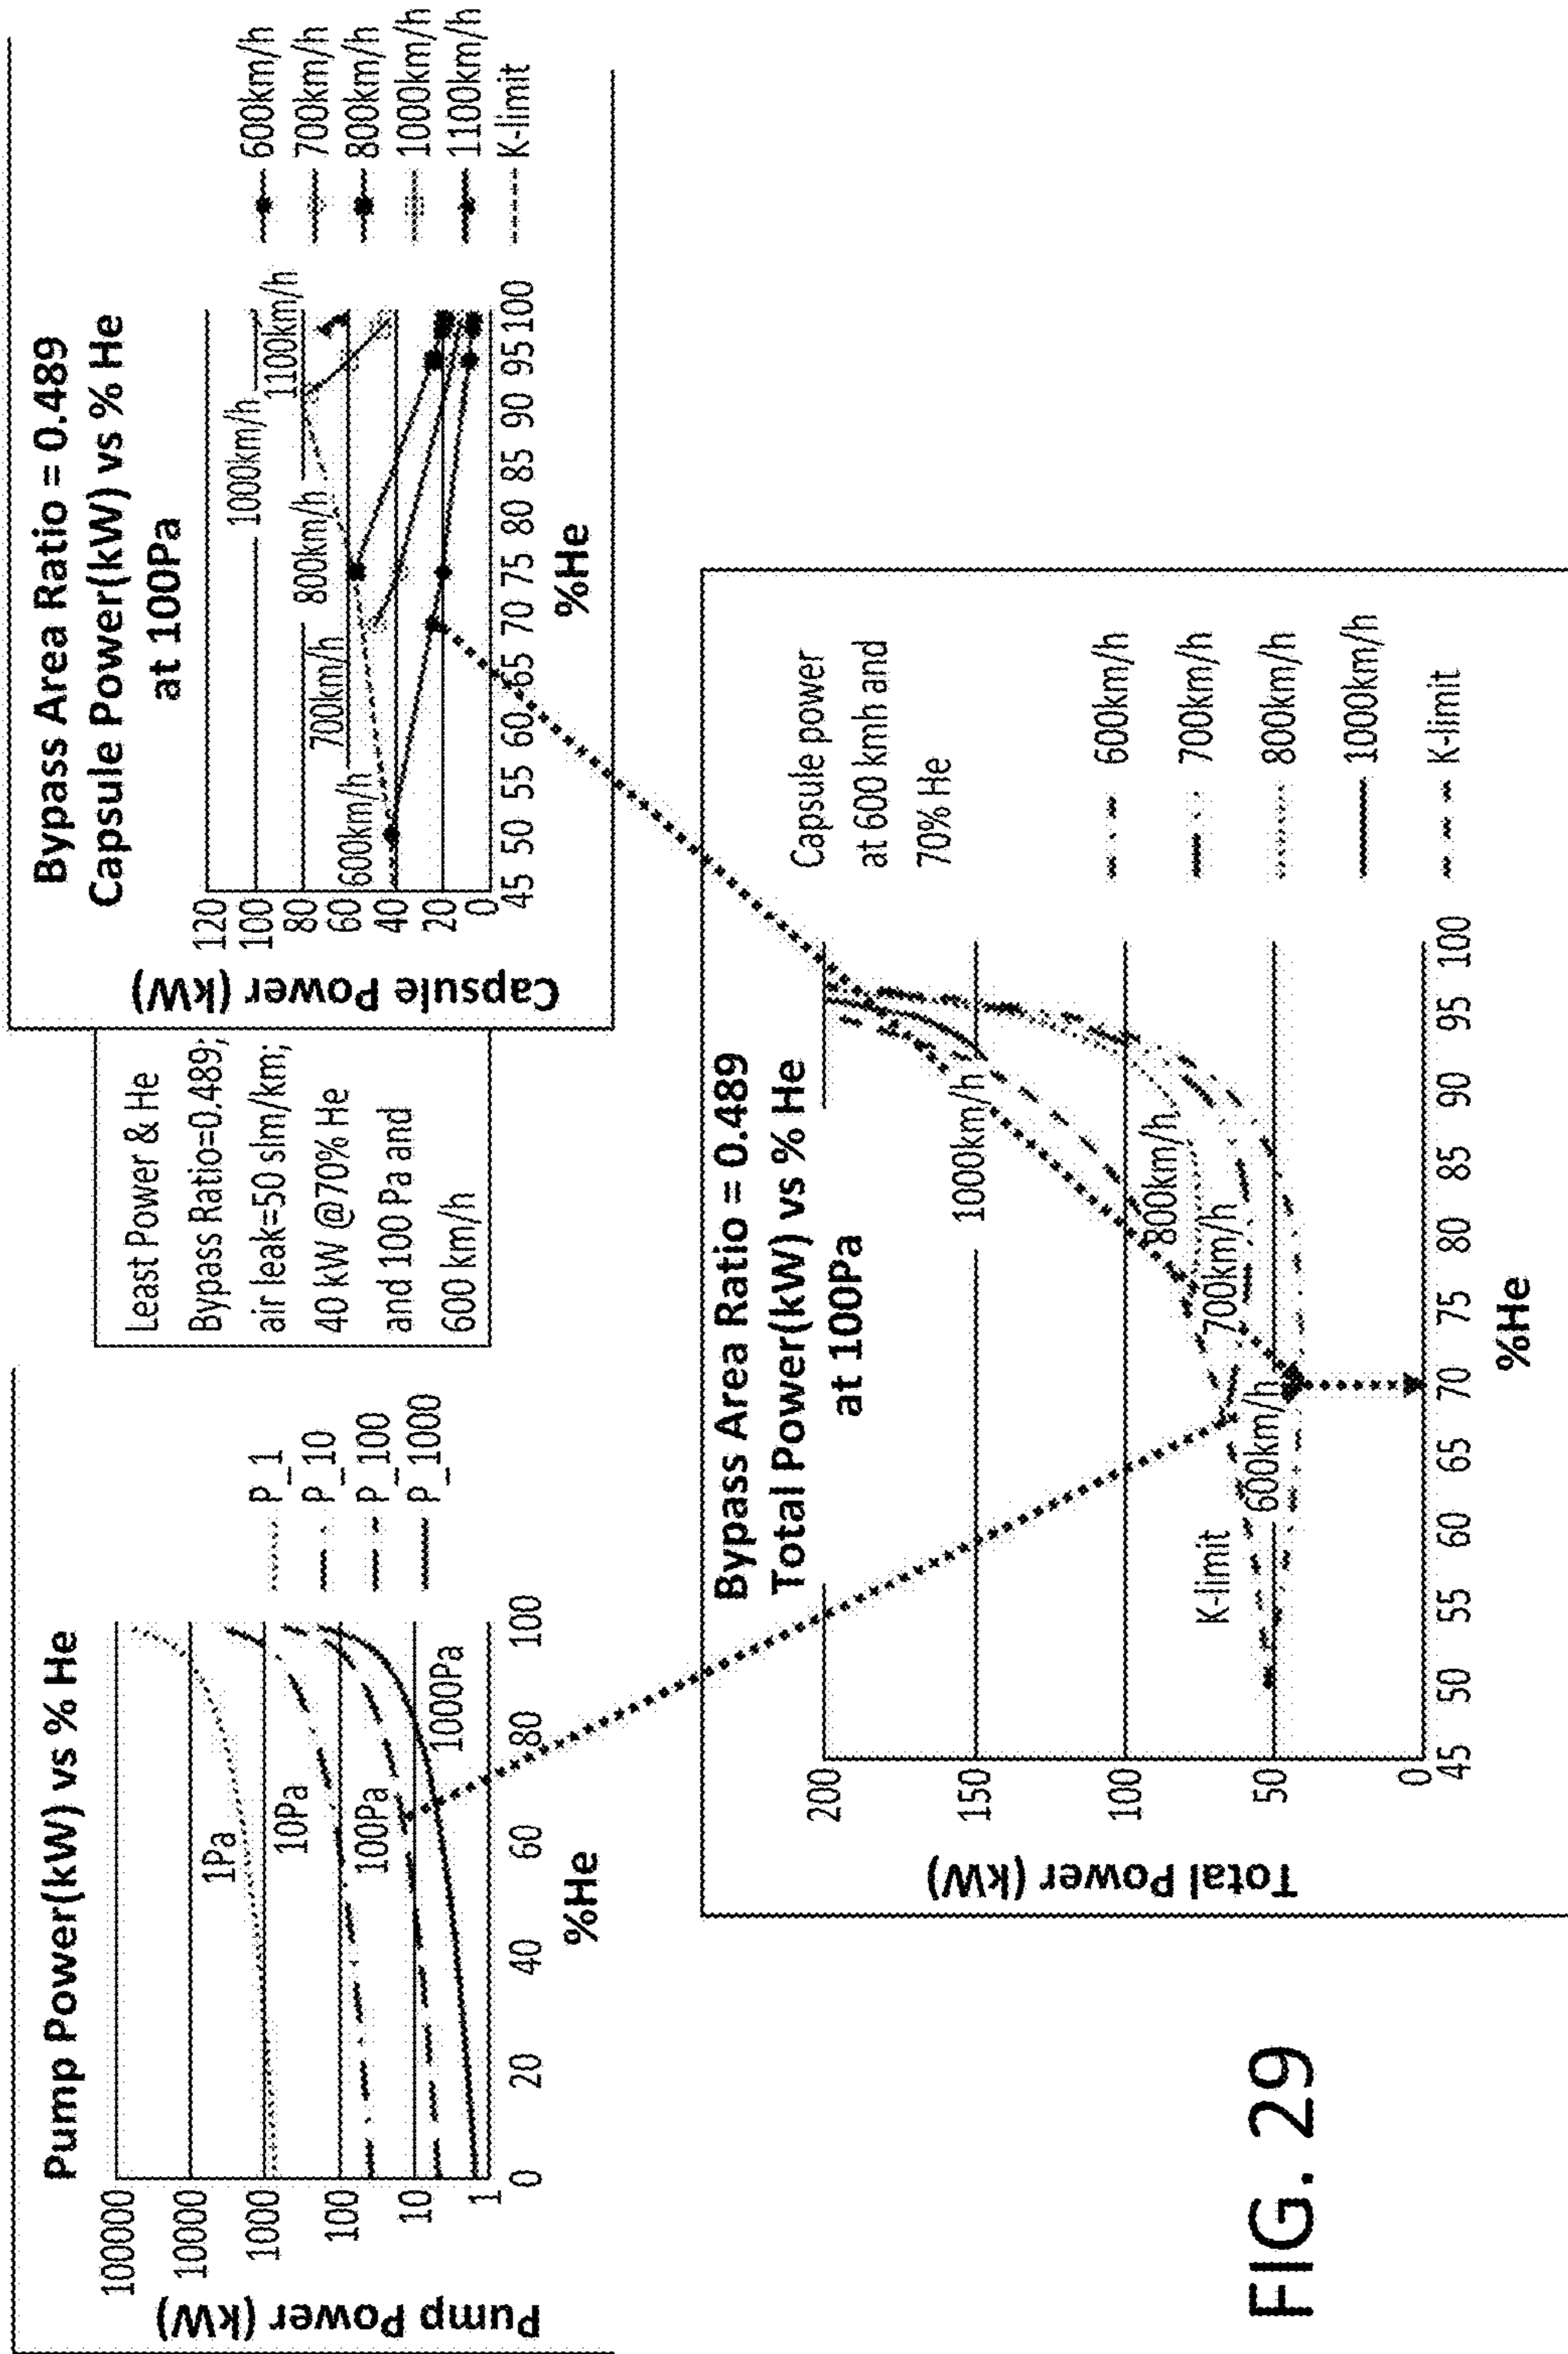 Pump Power(kW) vs % He
Pump Power (kW)
100000
10000
1000
100
10
1
1Pa
10Pa
100Pa
1000Pa
0 20 40 60 80 100
%He
P_1
P_10
P_100
P_1000
Least Power & He
Bypass Ratio=0.489;
air leak=50 slm/km;
40 kW @70% He
and 100 Pa and
600 km/h
Bypass Area Ratio = 0.489
Capsule Power(kW) vs % He
at 100Pa
Capsule Power (kW)
120
100
80
60
40
20
0
1000km/h
1100km/h
800km/h
700km/h
600km/h
45 50 55 60 65 70 75 80 85 90 95 100
%He
600km/h
700km/h
800km/h
1000km/h
1100km/h
K-limit
Bypass Area Ratio = 0.489
Total Power(kW) vs % He
at 100Pa
Total Power (kW)
200
150
100
50
0
1000km/h
800km/h
700km/h
600km/h
K-limit
45 50 55 60 65 70 75 80 85 90 95 100
%He
Capsule power
at 600 kmh and
70% He
600km/h
700km/h
800km/h
1000km/h
K-limit
FIG. 29